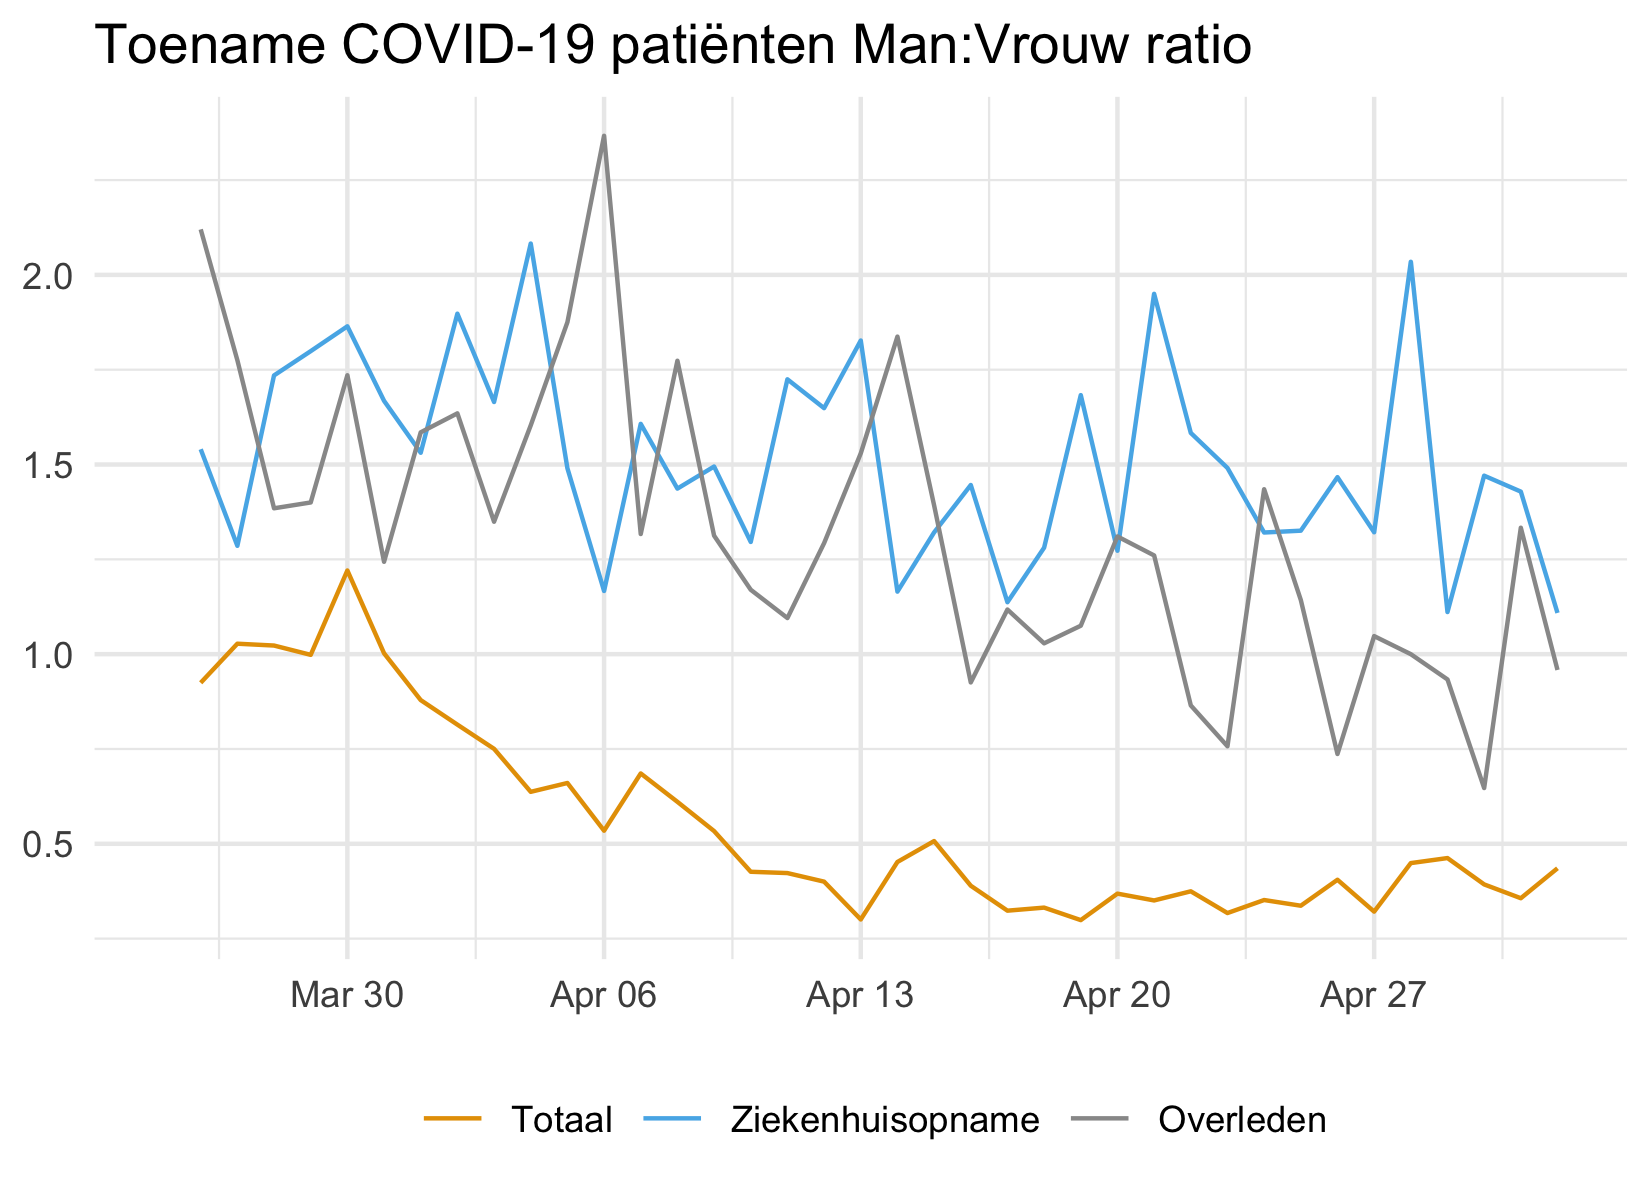 Toename COVID-19 patiënten Man:Vrouw ratio
2.0
1.5
1.0
0.5
Mar 30 Apr 06 Apr 13 Apr 20 Apr 27
Totaal Ziekenhuisopname Overleden